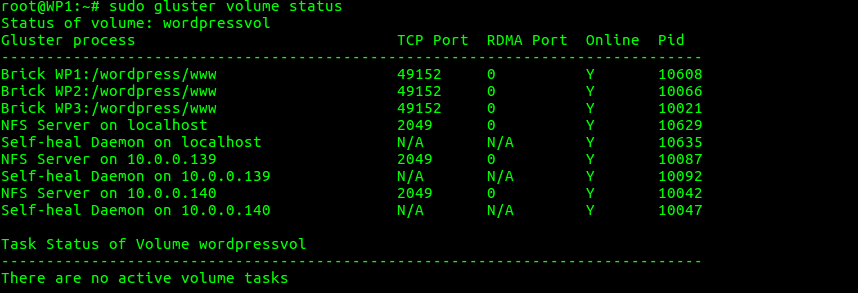 root@WP1:~# sudo gluster volume status
Status of volume: wordpressvol
Gluster process                             TCP Port  RDMA Port  Online  Pid
------------------------------------------------------------------------------
Brick WP1:/wordpress/www                    49152     0          Y       10608
Brick WP2:/wordpress/www                    49152     0          Y       10066
Brick WP3:/wordpress/www                    49152     0          Y       10021
NFS Server on localhost                     2049      0          Y       10629
Self-heal Daemon on localhost               N/A       N/A        Y       10635
NFS Server on 10.0.0.139                    2049      0          Y       10087
Self-heal Daemon on 10.0.0.139              N/A       N/A        Y       10092
NFS Server on 10.0.0.140                    2049      0          Y       10042
Self-heal Daemon on 10.0.0.140              N/A       N/A        Y       10047

Task Status of Volume wordpressvol
------------------------------------------------------------------------------
There are no active volume tasks